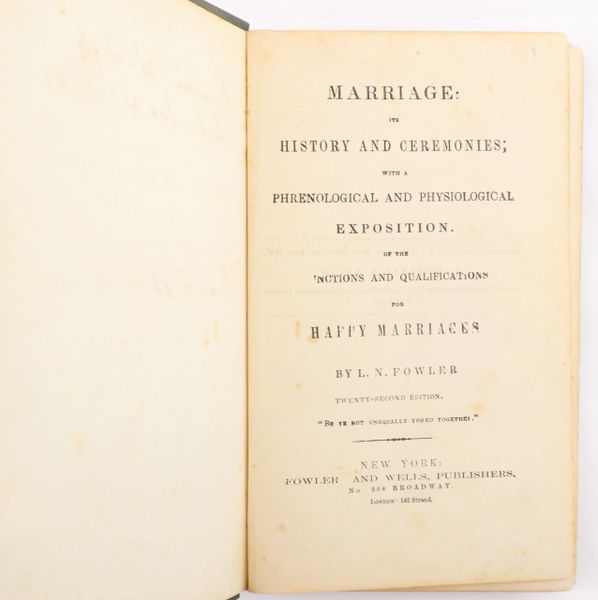 MARRIAGE:
ITS
HISTORY AND CEREMONIES;
WITH A
PHRENOLOGICAL AND PHYSIOLOGICAL
EXPOSITION.
OF THE
'NCTIONS AND QUALIFICATIONS
FOR
HAPPY MARRIAGES
BY L. N. FOWLER
TWENTY-SECOND EDITION.
"BE YE NOT UNEQUALLY YOKED TOGETHER."
NEW YORK:
FOWLER AND WELLS, PUBLISHERS,
No. 808 BROADWAY.
LONDON 142 Strand.